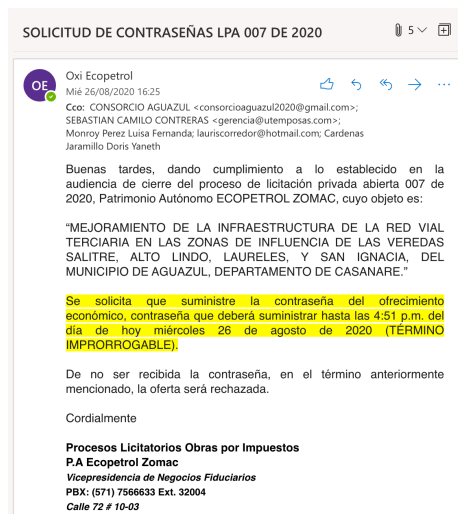 SOLICITUD DE CONTRASEÑAS LPA 007 DE 2020
5
OE
Oxi Ecopetrol
Mié 26/08/2020 16:25
Cco: CONSORCIO AGUAZUL <consorcioaguazul2020@gmail.com>;
SEBASTIAN CAMILO CONTRERAS <gerencia@utemposas.com>;
Monroy Perez Luisa Fernanda; lauriscorredor@hotmail.com; Cardenas
Jaramillo Doris Yaneth
Buenas tardes, dando cumplimiento a lo establecido en la
audiencia de cierre del proceso de licitación privada abierta 007 de
2020, Patrimonio Autónomo ECOPETROL ZOMAC, cuyo objeto es:
“MEJORAMIENTO DE LA INFRAESTRUCTURA DE LA RED VIAL
TERCIARIA EN LAS ZONAS DE INFLUENCIA DE LAS VEREDAS
SALITRE, ALTO LINDO, LAURELES, Y SAN IGNACIA, DEL
MUNICIPIO DE AGUAZUL, DEPARTAMENTO DE CASANARE.”
Se solicita que suministre la contraseña del ofrecimiento
económico, contraseña que deberá suministrar hasta las 4:51 p.m. del
día de hoy miércoles 26 de agosto de 2020 (TÉRMINO
IMPRORROGABLE).
De no ser recibida la contraseña, en el término anteriormente
mencionado, la oferta será rechazada.
Cordialmente
Procesos Licitatorios Obras por Impuestos
P.A Ecopetrol Zomac
Vicepresidencia de Negocios Fiduciarios
PBX: (571) 7566633 Ext. 32004
Calle 72 # 10-03